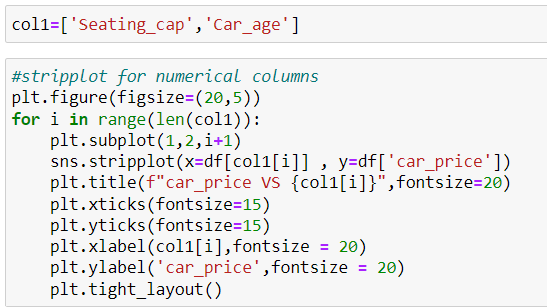 col1=['Seating_cap','Car_age']
#stripplot for numerical columns
plt.figure(figsize=(20,5))
for i in range(len(col1)):
    plt.subplot(1,2,i+1)
    sns.stripplot(x=df[col1[i]] , y=df['car_price'])
    plt.title(f"car_price VS {col1[i]}",fontsize=20)
    plt.xticks(fontsize=15)
    plt.yticks(fontsize=15)
    plt.xlabel(col1[i],fontsize = 20)
    plt.ylabel('car_price',fontsize = 20)
    plt.tight_layout()